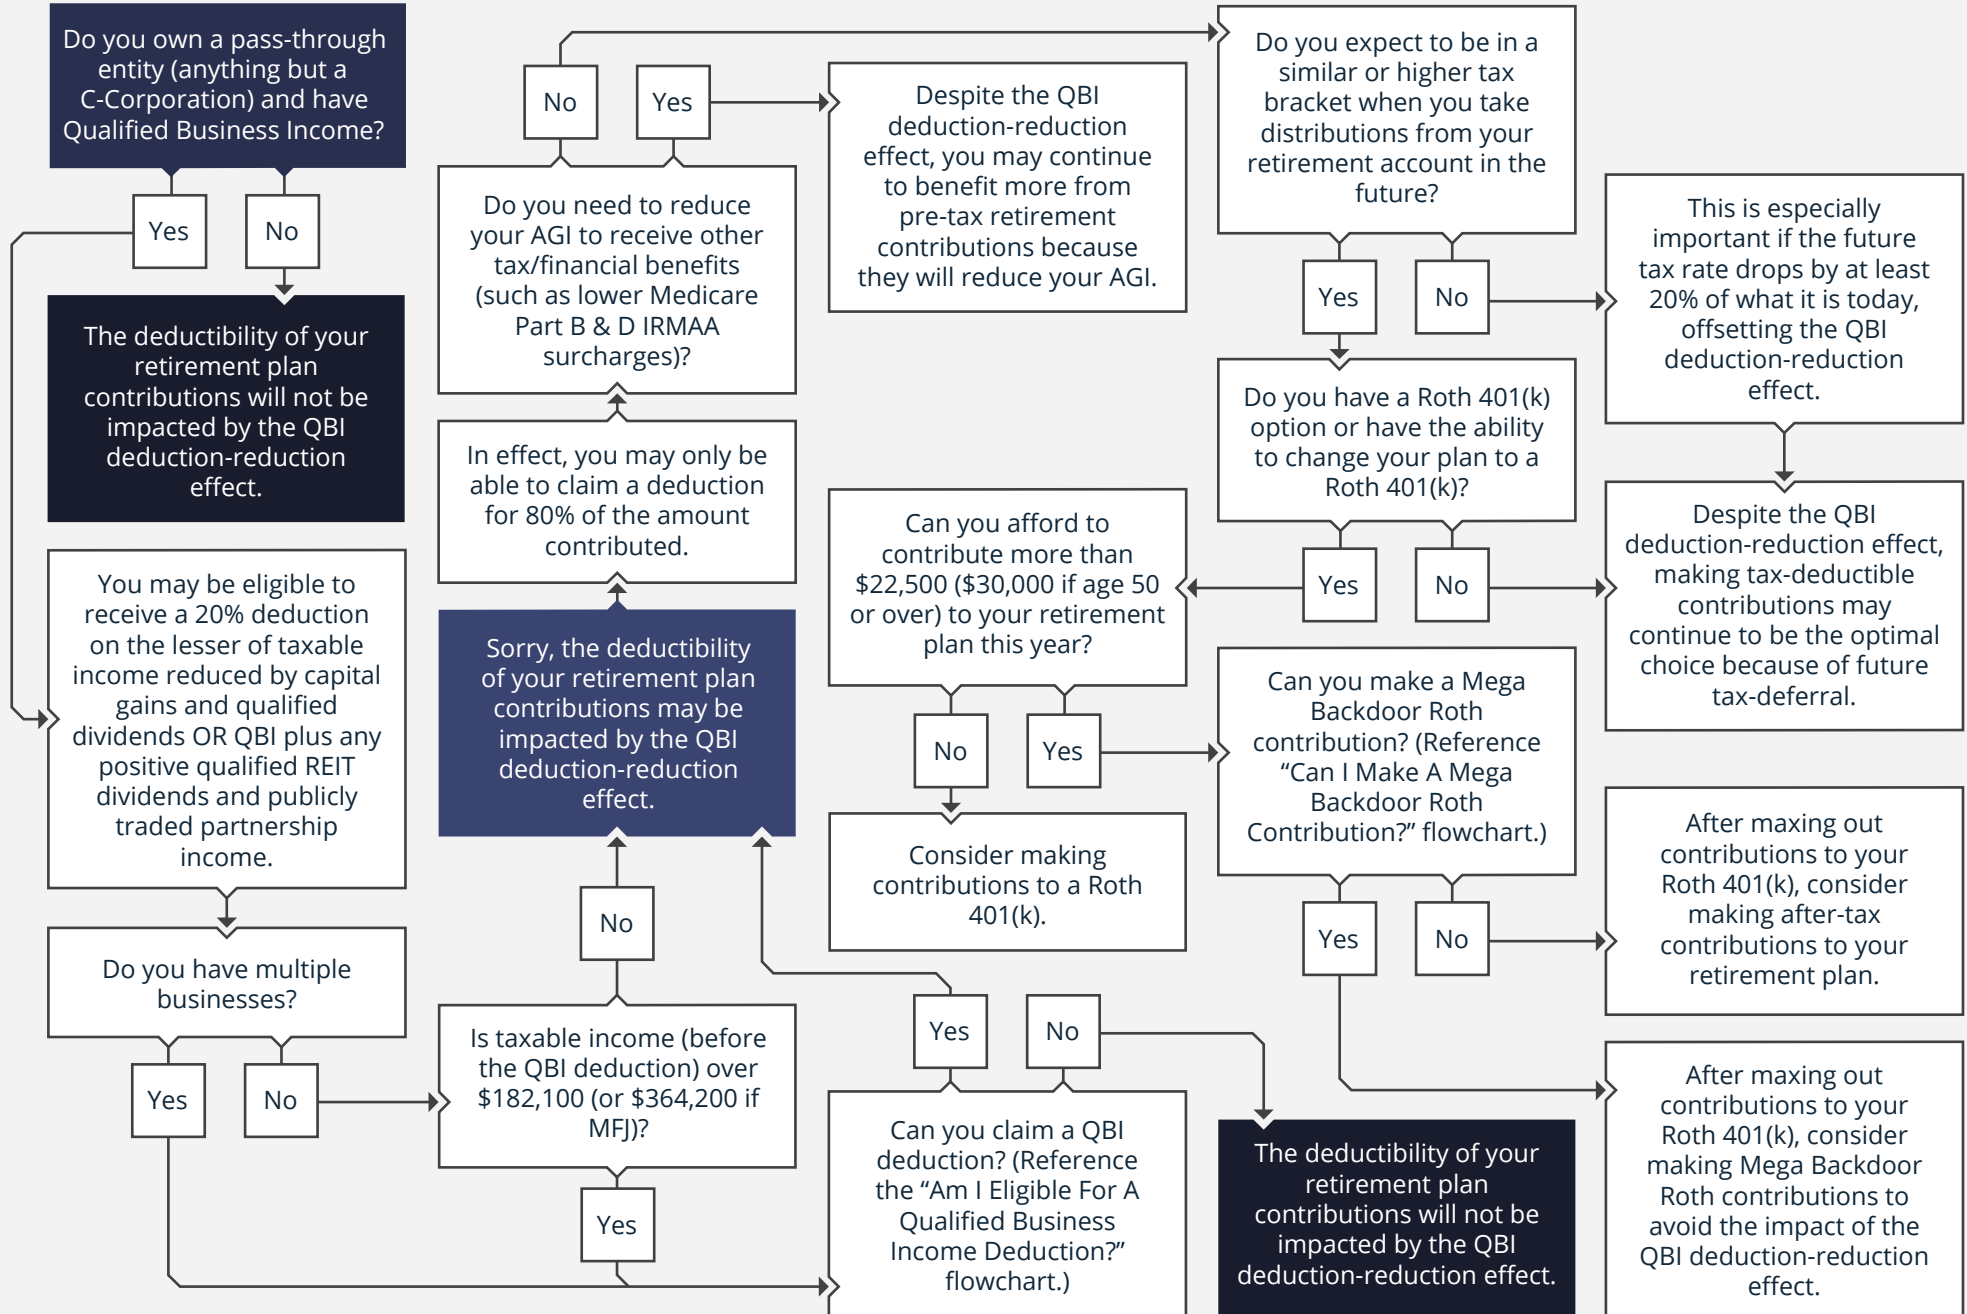 Do you own a pass-through
entity (anything but a
C-Corporation) and have
Qualified Business Income?
Yes
No
The deductibility of your
retirement plan
contributions will not be
impacted by the QBI
deduction-reduction
effect.
You may be eligible to
receive a 20% deduction
on the lesser of taxable
income reduced by capital
gains and qualified
dividends OR QBI plus any
positive qualified REIT
dividends and publicly
traded partnership
income.
Do you have multiple
businesses?
Yes
No
Is taxable income (before
the QBI deduction) over
$182,100 (or $364,200 if
MFJ)?
No
Yes
Sorry, the deductibility
of your retirement plan
contributions may be
impacted by the QBI
deduction-reduction
effect.
In effect, you may only be
able to claim a deduction
for 80% of the amount
contributed.
Do you need to reduce
your AGI to receive other
tax/financial benefits
(such as lower Medicare
Part B & D IRMAA
surcharges)?
No
Yes
Despite the QBI
deduction-reduction
effect, you may continue
to benefit more from
pre-tax retirement
contributions because
they will reduce your AGI.
Can you afford to
contribute more than
$22,500 ($30,000 if age 50
or over) to your retirement
plan this year?
No
Yes
Consider making
contributions to a Roth
401(k).
Yes
No
Can you claim a QBI
deduction? (Reference
the “Am I Eligible For A
Qualified Business
Income Deduction?”
flowchart.)
Do you expect to be in a
similar or higher tax
bracket when you take
distributions from your
retirement account in the
future?
Yes
No
Do you have a Roth 401(k)
option or have the ability
to change your plan to a
Roth 401(k)?
Yes
No
Can you make a Mega
Backdoor Roth
contribution? (Reference
“Can I Make A Mega
Backdoor Roth
Contribution?” flowchart.)
Yes
No
The deductibility of your
retirement plan
contributions will not be
impacted by the QBI
deduction-reduction effect.
This is especially
important if the future
tax rate drops by at least
20% of what it is today,
offsetting the QBI
deduction-reduction
effect.
Despite the QBI
deduction-reduction effect,
making tax-deductible
contributions may
continue to be the optimal
choice because of future
tax-deferral.
After maxing out
contributions to your
Roth 401(k), consider
making after-tax
contributions to your
retirement plan.
After maxing out
contributions to your
Roth 401(k), consider
making Mega Backdoor
Roth contributions to
avoid the impact of the
QBI deduction-reduction
effect.